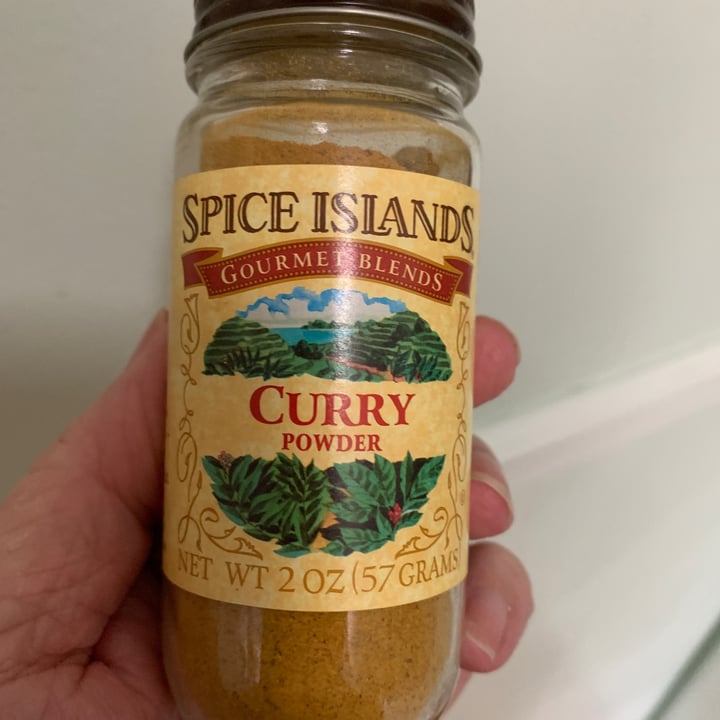 SPICE ISLANDS
GOURMET BLENDS
CURRY
POWDER
NET WT 2 OZ (57 GRAMS)